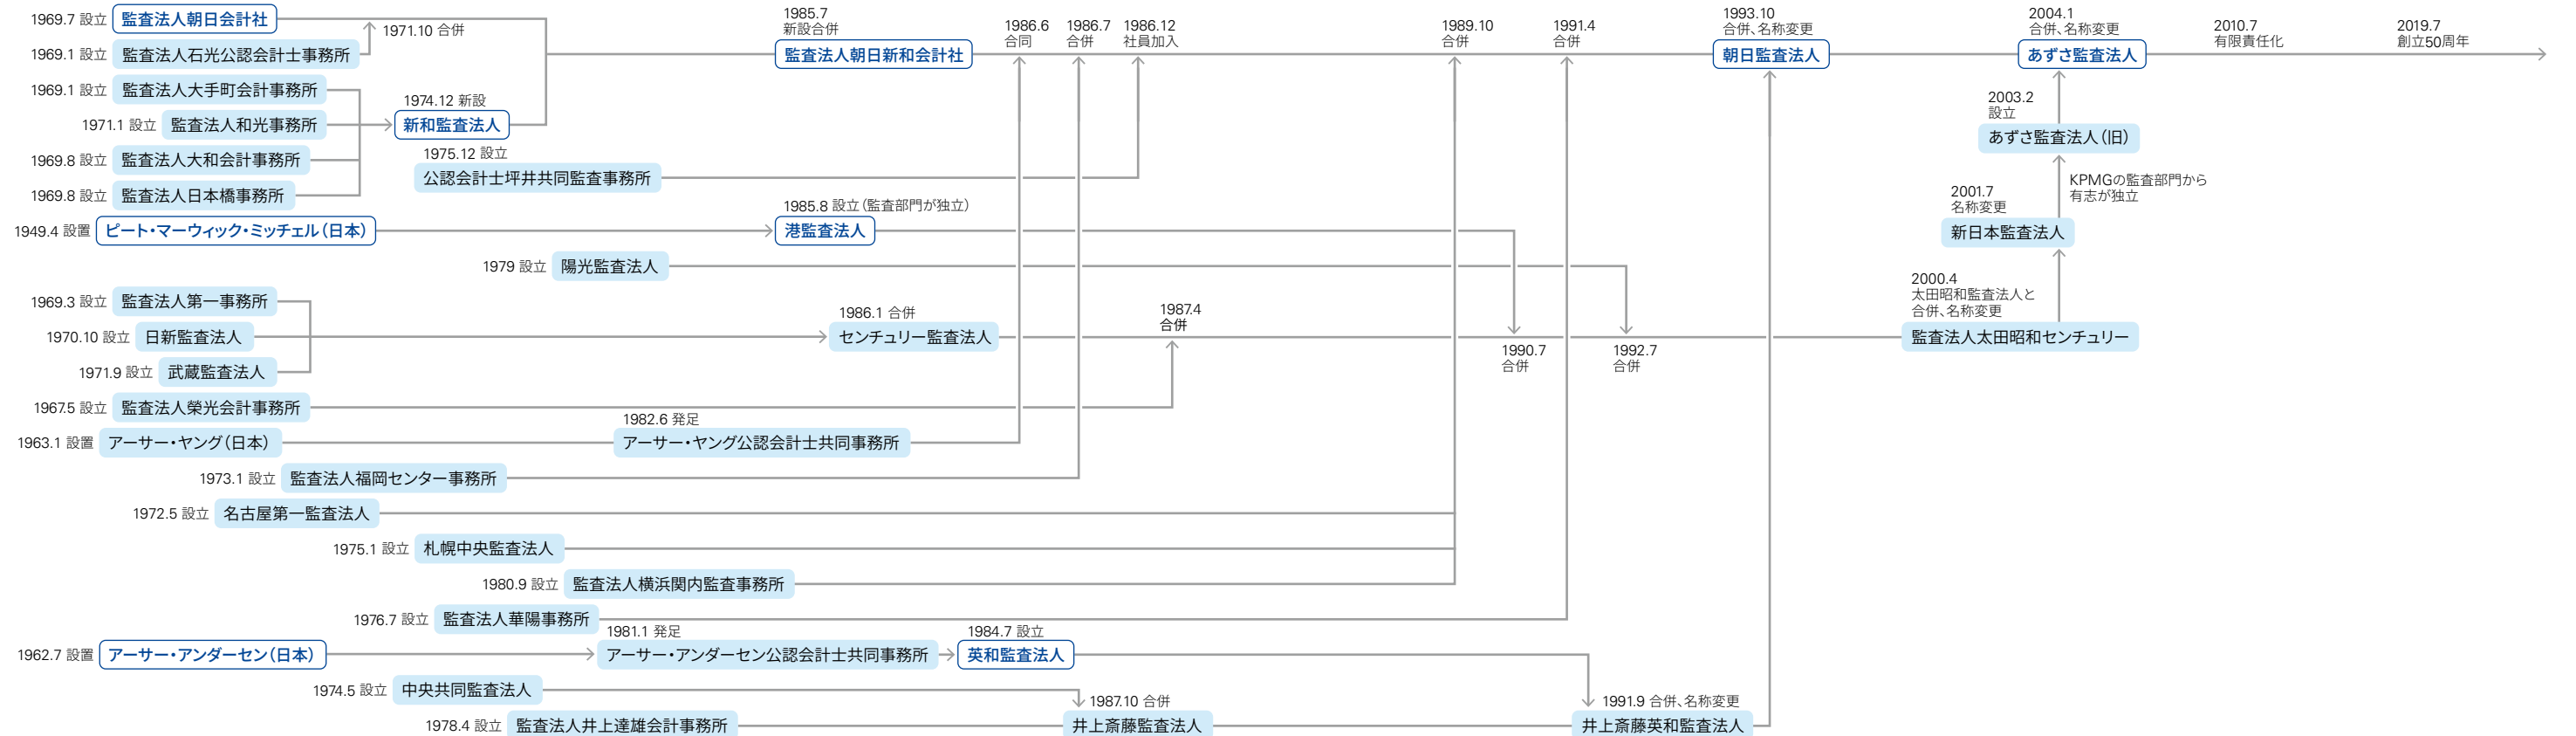 1969.7 設立 監査法人朝日会計社
1971.10 合併
1969.1 設立 監査法人石光公認会計士事務所
1969.1 設立 監査法人大手町会計事務所
1971.1 設立 監査法人和光事務所
1969.8 設立 監査法人大和会計事務所
1969.8 設立 監査法人日本橋事務所
1974.12 新設
新和監査法人
1975.12 設立
公認会計士坪井共同監査事務所
1985.7
新設合併
監査法人朝日新和会計社
1986.6
合同
1986.7
合併
1986.12
社員加入
1989.10
合併
1991.4
合併
1993.10
合併、名称変更
朝日監査法人
2004.1
合併、名称変更
あずさ監査法人
2010.7
有限責任化
2019.7
創立50周年
2003.2
設立
あずさ監査法人（旧）
KPMGの監査部門から
有志が独立
2001.7
名称変更
新日本監査法人
2000.4
太田昭和監査法人と
合併、名称変更
監査法人太田昭和センチュリー
1949.4 設置 ピート・マーウィック・ミッチェル（日本）
1985.8 設立（監査部門が独立）
港監査法人
1979 設立 陽光監査法人
1969.3 設立 監査法人第一事務所
1970.10 設立 日新監査法人
1971.9 設立 武蔵監査法人
1986.1 合併
センチュリー監査法人
1987.4
合併
1990.7
合併
1992.7
合併
1967.5 設立 監査法人榮光会計事務所
1963.1 設置 アーサー・ヤング（日本）
1982.6 発足
アーサー・ヤング公認会計士共同事務所
1973.1 設立 監査法人福岡センター事務所
1972.5 設立 名古屋第一監査法人
1975.1 設立 札幌中央監査法人
1980.9 設立 監査法人横浜関内監査事務所
1976.7 設立 監査法人華陽事務所
1962.7 設置 アーサー・アンダーセン（日本）
1981.1 発足
アーサー・アンダーセン公認会計士共同事務所
1984.7 設立
英和監査法人
1974.5 設立 中央共同監査法人
1987.10 合併
1991.9 合併、名称変更
1978.4 設立 監査法人井上達雄会計事務所
井上斎藤監査法人
井上斎藤英和監査法人